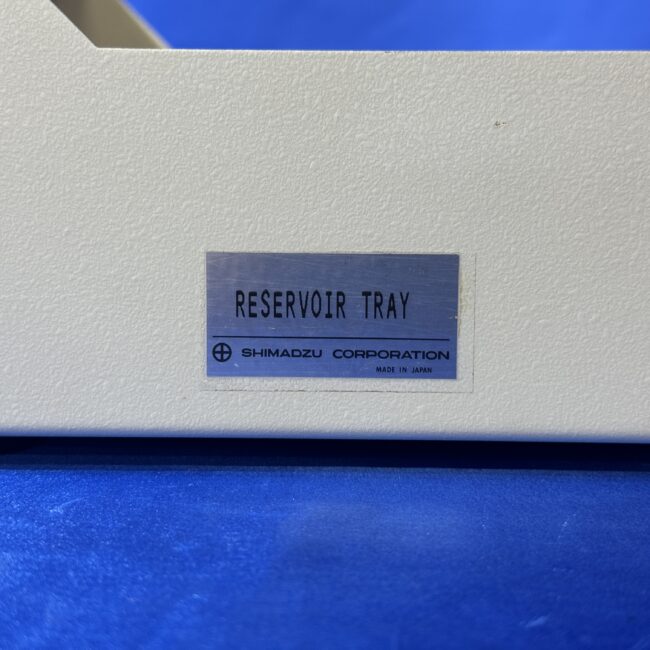 RESERVOIR TRAY
SHIMADZU CORPORATION
MADE IN JAPAN